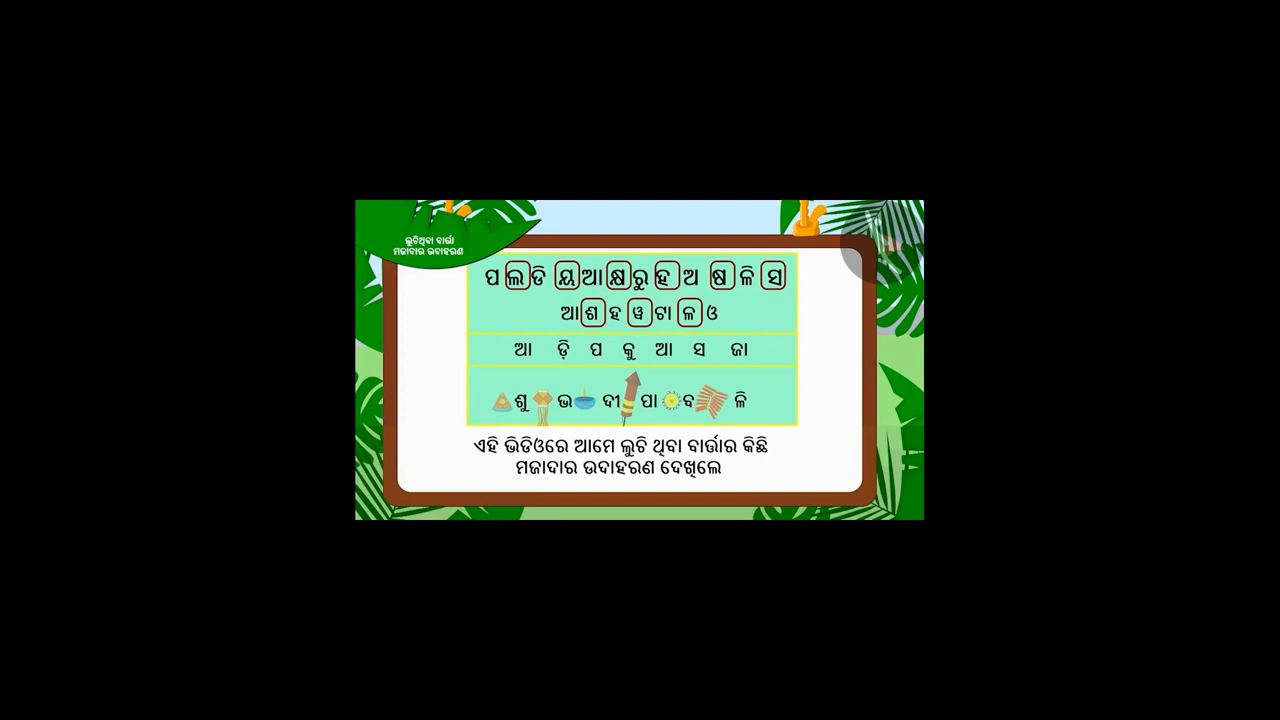 ଲୁଚିଥିବା ବାର୍ତ୍ତା
ମଜାଦାର ଉଦାହରଣ
ପ ଲ ଡି ୟ ଆ କ୍ଷ ରୁ ହ ଅ ଷ ଳି ସ
ଆ ଶ ହ ୱ ଟା ଳ ଓ
ଆ ଡ଼ି ପ କୁ ଆ ସ ଜା
ଶୁ ଭ ଦୀ ପା ବ ଳି
ଏହି ଭିଡିଓରେ ଆମେ ଲୁଚି ଥିବା ବାର୍ତ୍ତାର କିଛି
ମଜାଦାର ଉଦାହରଣ ଦେଖିଲେ